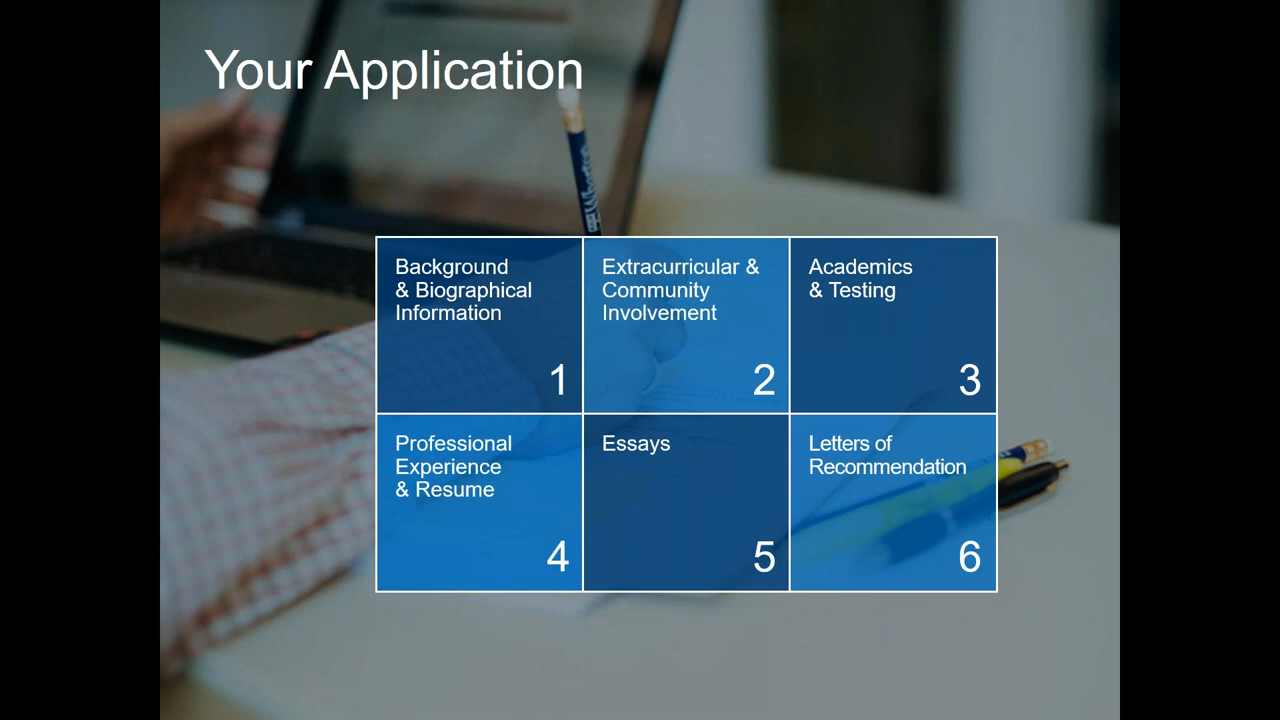 Your Application
Wharton
Background
& Biographical
Information
1
Extracurricular &
Community
Involvement
2
Academics
& Testing
3
Professional
Experience
& Resume
4
Essays
5
Letters of
Recommendation
6